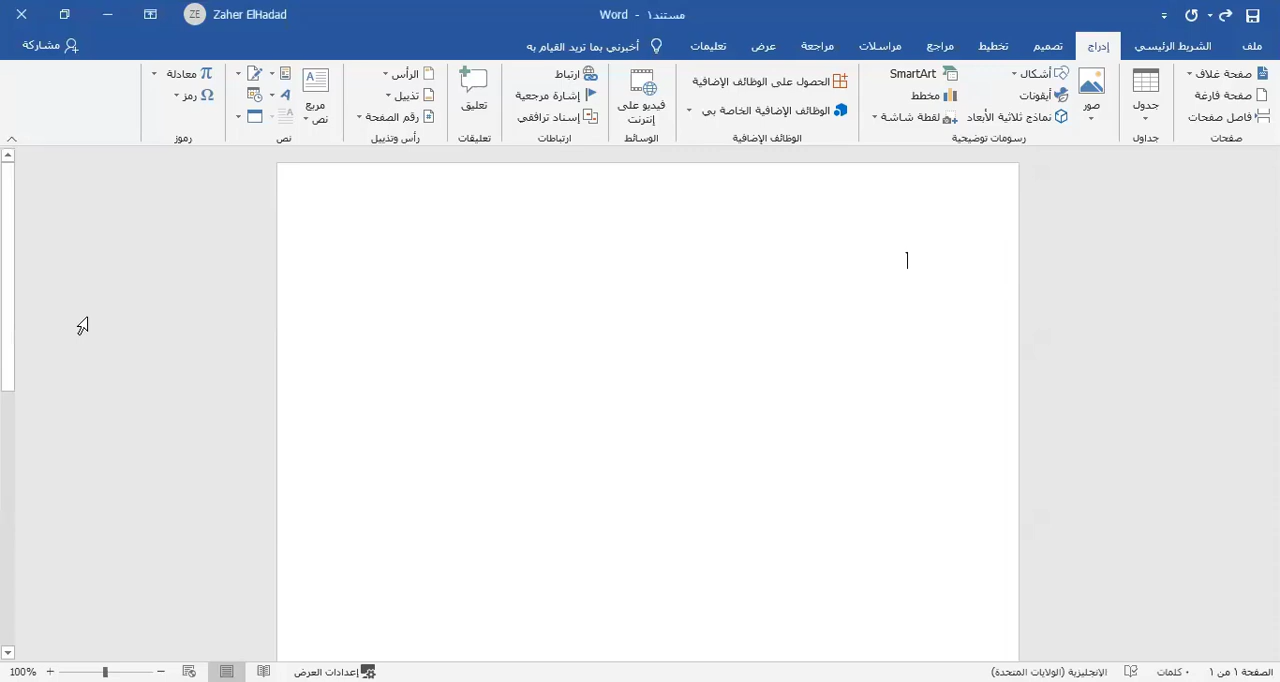 مستند١ - Word
Zaher ElHadad
ZE
ملف
الشريط الرئيسي
إدراج
تصميم
تخطيط
مراجع
مراسلات
مراجعة
عرض
تعليمات
أخبرني بما تريد القيام به
مشاركة
صفحة غلاف
صفحة فارغة
فاصل صفحات
صفحات
جدول
جداول
صور
أشكال
أيقونات
نماذج ثلاثية الأبعاد
SmartArt
مخطط
لقطة شاشة
رسومات توضيحية
الحصول على الوظائف الإضافية
الوظائف الإضافية الخاصة بي
الوظائف الإضافية
فيديو على
إنترنت
الوسائط
ارتباط
إشارة مرجعية
إسناد ترافقي
ارتباطات
تعليق
تعليقات
الرأس
تذييل
رقم الصفحة
رأس وتذييل
مربع
نص
نص
معادلة
رمز
رموز
الصفحة ١ من ١
٠ كلمات
الإنجليزية (الولايات المتحدة)
إعدادات العرض
100%